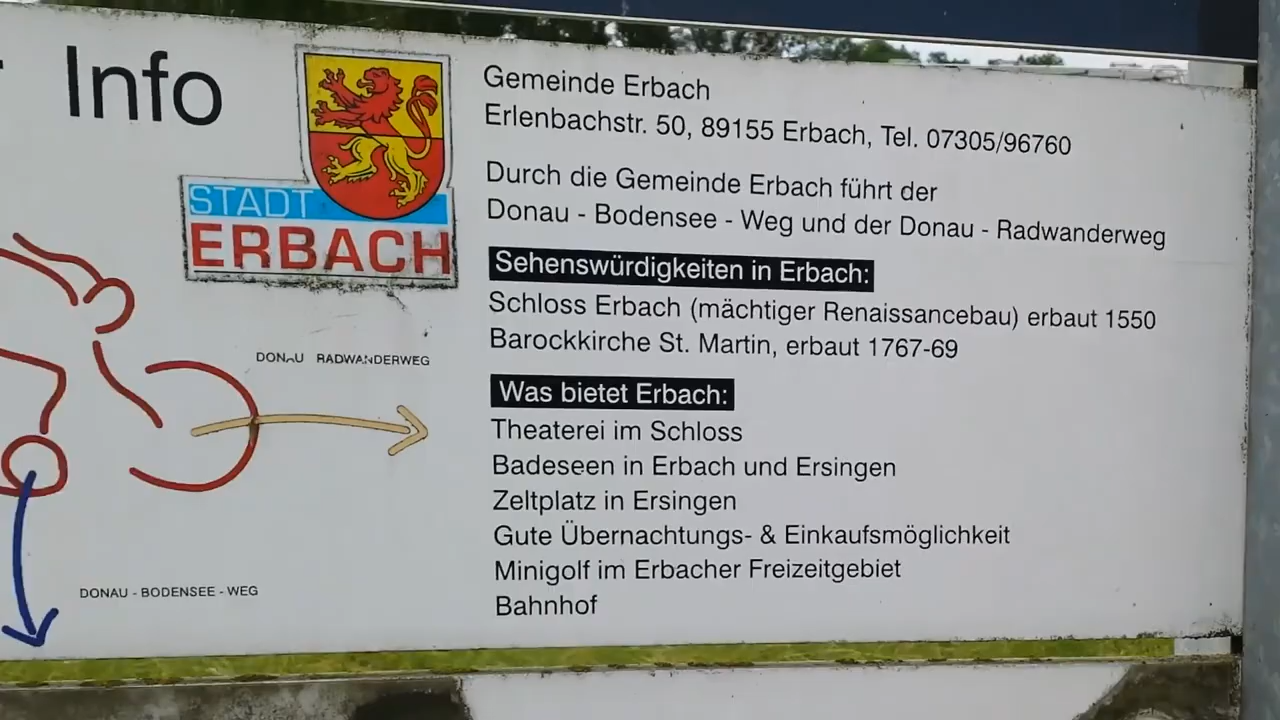 Info
STADT
ERBACH
DONAU RADWANDERWEG
DONAU - BODENSEE - WEG
Gemeinde Erbach
Erlenbachstr. 50, 89155 Erbach, Tel. 07305/96760
Durch die Gemeinde Erbach führt der
Donau - Bodensee - Weg und der Donau - Radwanderweg
Sehenswürdigkeiten in Erbach:
Schloss Erbach (mächtiger Renaissancebau) erbaut 1550
Barockkirche St. Martin, erbaut 1767-69
Was bietet Erbach:
Theaterei im Schloss
Badeseen in Erbach und Ersingen
Zeltplatz in Ersingen
Gute Übernachtungs- & Einkaufsmöglichkeit
Minigolf im Erbacher Freizeitgebiet
Bahnhof